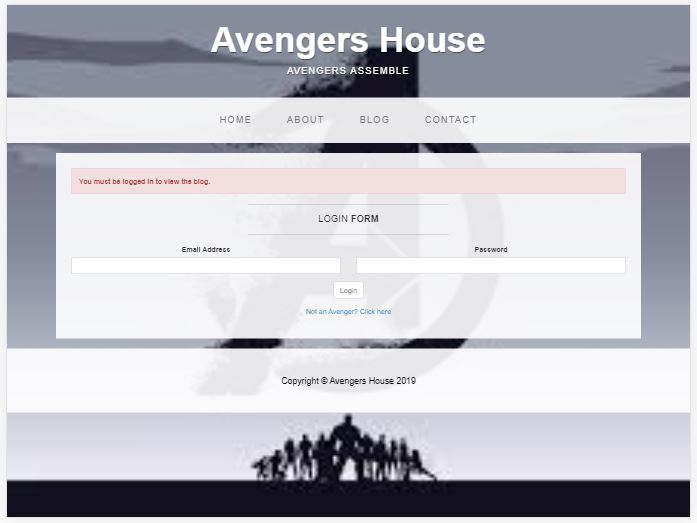 Avengers House
AVENGERS ASSEMBLE
HOME ABOUT BLOG CONTACT
You must be logged in to view the blog.
LOGIN FORM
Email Address Password
Login
Not an Avenger? Click here
Copyright © Avengers House 2019